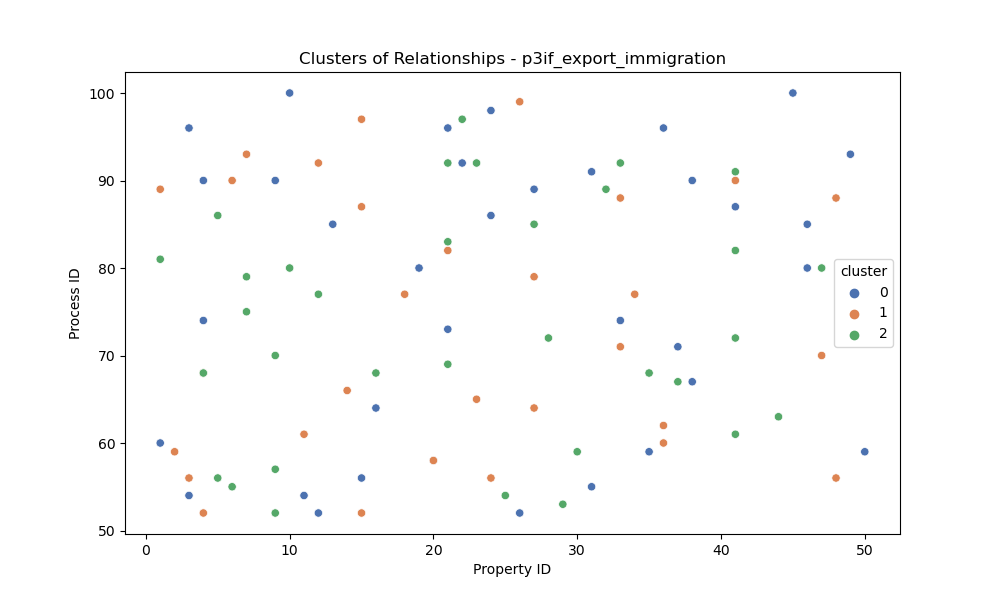 Clusters of Relationships - p3if_export_immigration
100
90
80
70
60
50
Process ID
cluster
0
1
2
0 10 20 30 40 50
Property ID